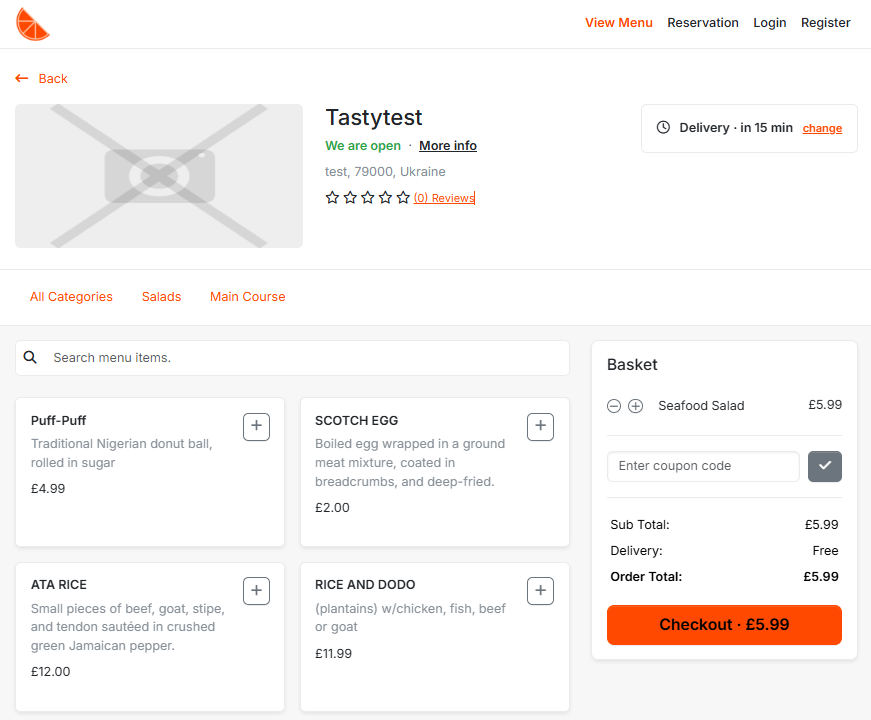 View Menu Reservation Login Register
← Back
Tastytest
We are open · More info
test, 79000, Ukraine
(0) Reviews
Delivery · in 15 min change
All Categories Salads Main Course
Search menu items.
Puff-Puff
Traditional Nigerian donut ball,
rolled in sugar
£4.99
SCOTCH EGG
Boiled egg wrapped in a ground
meat mixture, coated in
breadcrumbs, and deep-fried.
£2.00
ATA RICE
Small pieces of beef, goat, stipe,
and tendon sautéed in crushed
green Jamaican pepper.
£12.00
RICE AND DODO
(plantains) w/chicken, fish, beef
or goat
£11.99
Basket
Seafood Salad £5.99
Enter coupon code
Sub Total: £5.99
Delivery: Free
Order Total: £5.99
Checkout · £5.99